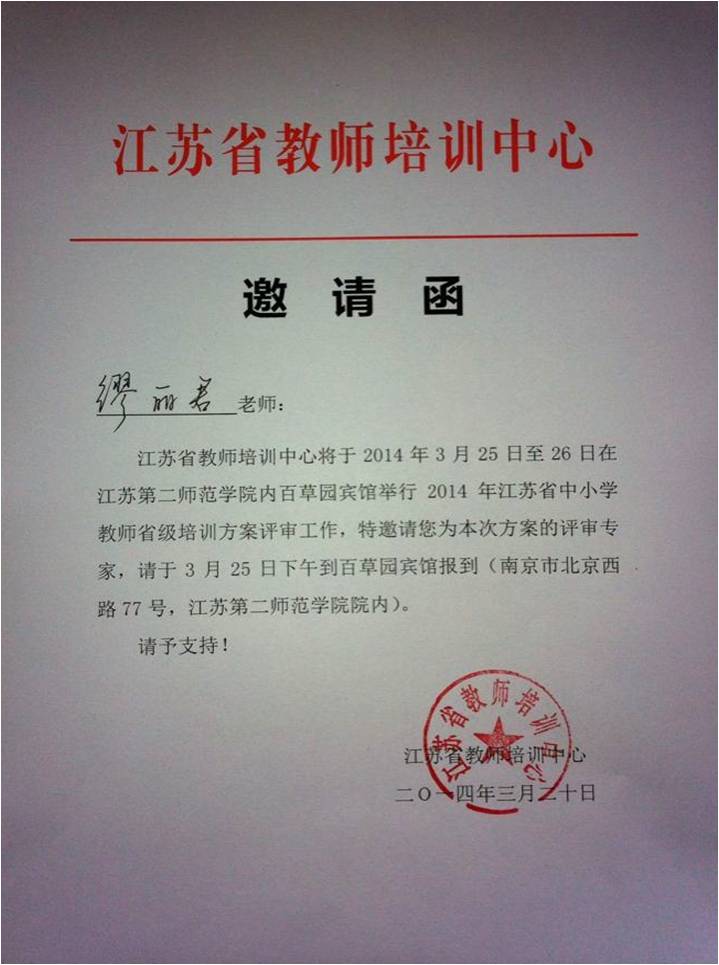 江苏省教师培训中心
邀请函
缪丽君老师：
江苏省教师培训中心将于 2014 年 3 月 25 日至 26 日在
江苏第二师范学院内百草园宾馆举行 2014 年江苏省中小学
教师省级培训方案评审工作，特邀请您为本次方案的评审专
家，请于 3 月 25 日下午到百草园宾馆报到（南京市北京西
路 77 号，江苏第二师范学院院内）。
请予支持！
江苏省教师培训中心
江苏省教师培训中心
二〇一四年三月二十日